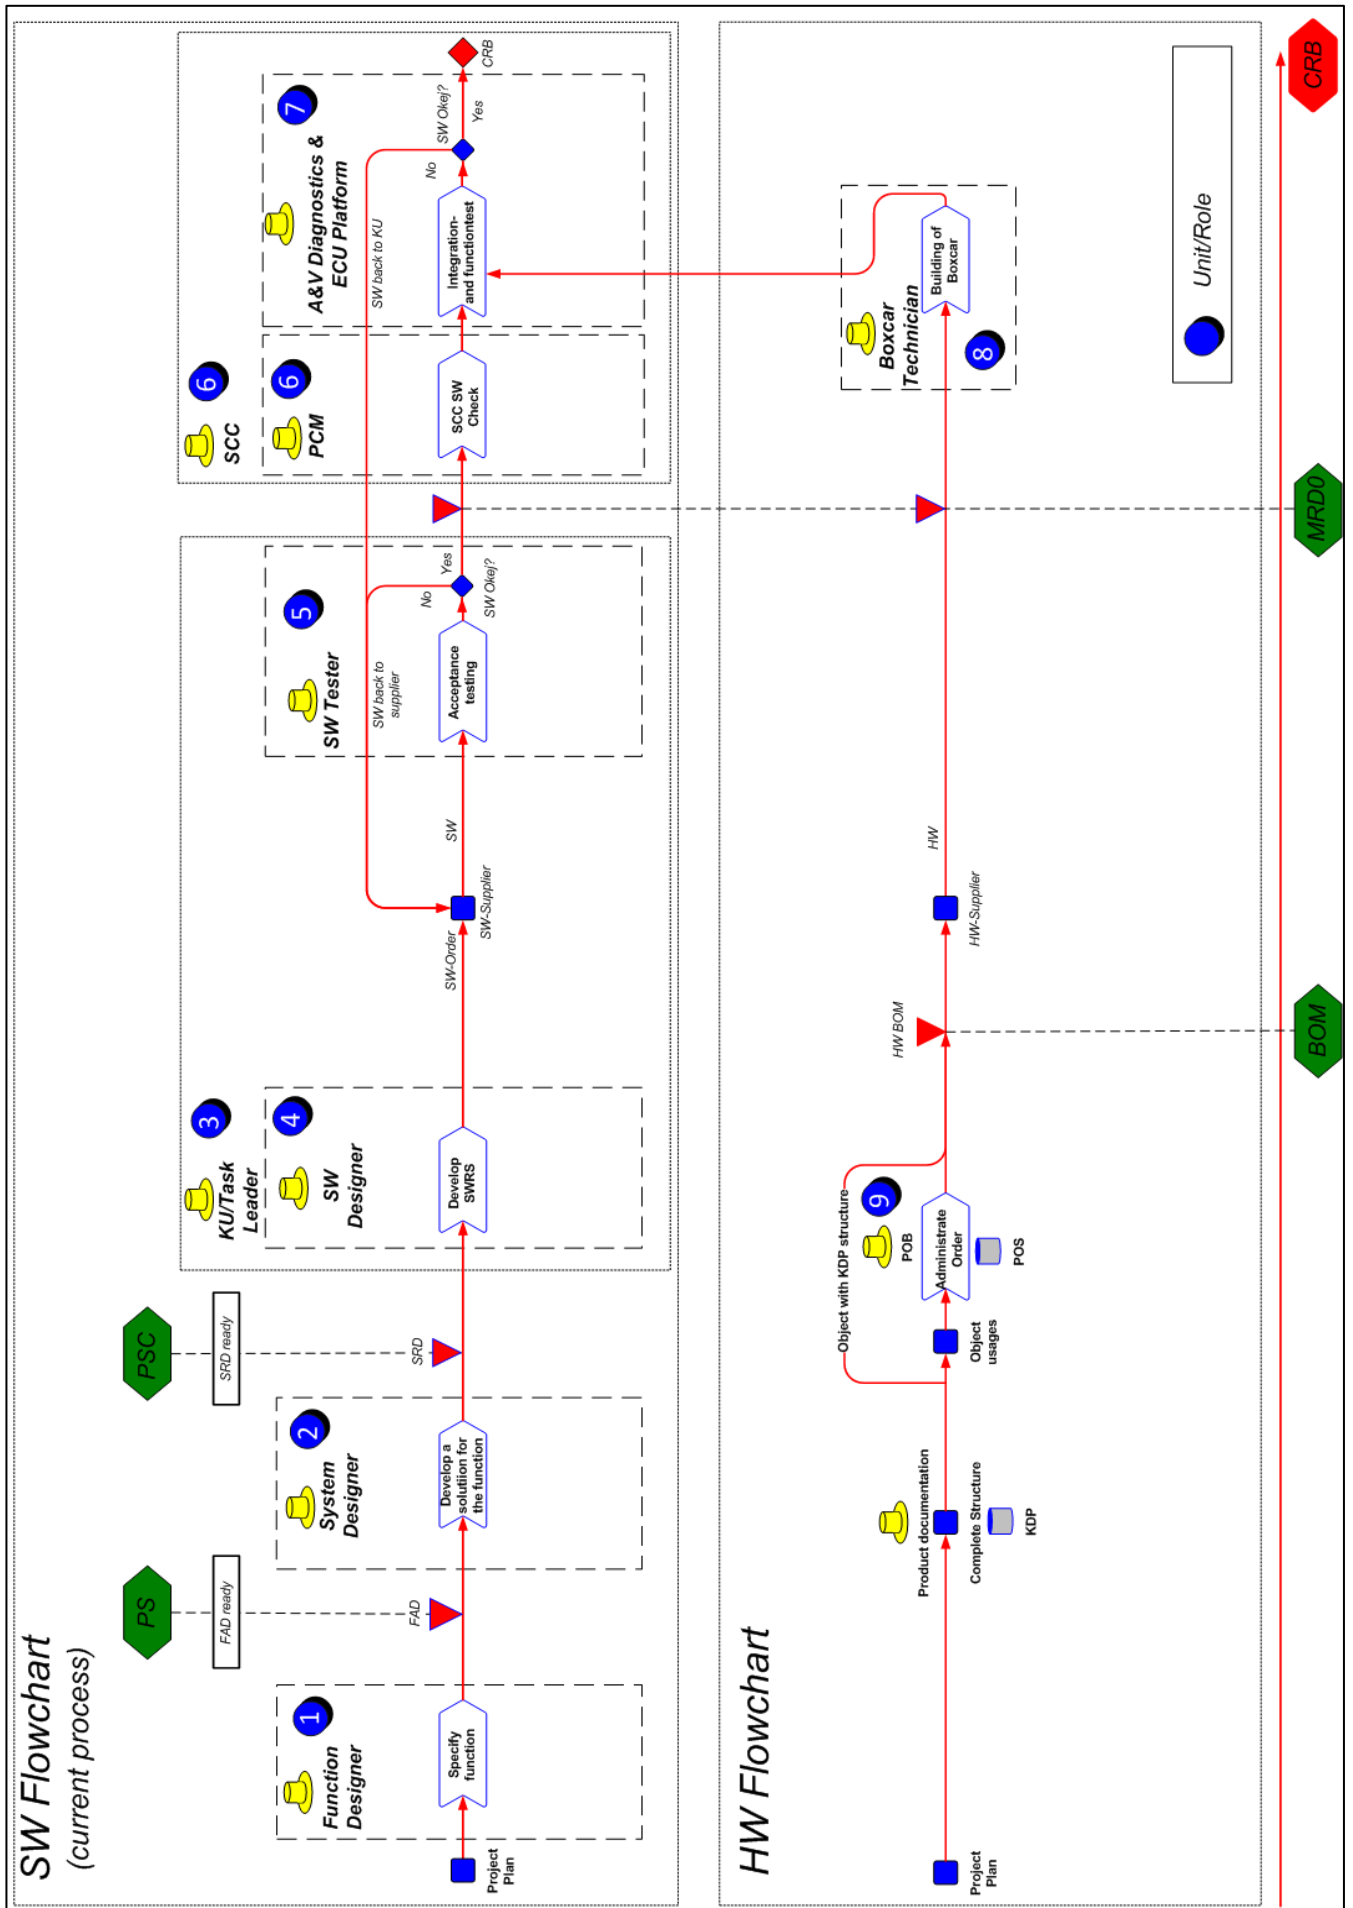 SW Flowchart
(current process)
PS
FAD ready
PSC
SRD ready
Function
Designer
1
Project
Plan
Specify
function
FAD
System
Designer
2
Develop a
solutiion for
the function
SRD
KU/Task
Leader
3
SW
Designer
4
Develop
SWRS
SW-Order
SW-Supplier
SW
SW back to
supplier
SW Tester
5
Acceptance
testing
No
Yes
SW Okej?
SCC
6
PCM
6
SCC SW
Check
SW back to KU
A&V Diagnostics &
ECU Platform
7
Integration-
and functiontest
No
SW Okej?
Yes
CRB
HW Flowchart
Project
Plan
Product documentation
Complete Structure
KDP
Object with KDP structure
Object
usages
POB
9
Administrate
Order
POS
HW BOM
HW-Supplier
HW
Boxcar
Technician
8
Building of
Boxcar
Unit/Role
BOM
MRD0
CRB